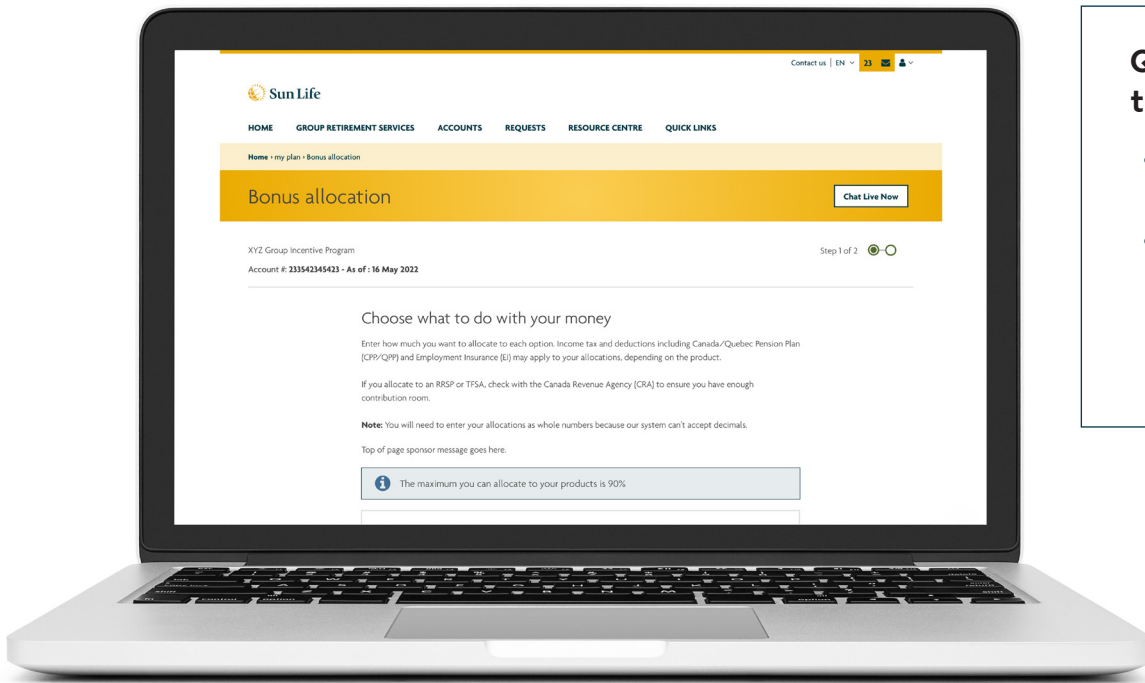 Contact us | EN 23
Sun Life
HOME GROUP RETIREMENT SERVICES ACCOUNTS REQUESTS RESOURCE CENTRE QUICK LINKS
Home › my plan › Bonus allocation
Bonus allocation
Chat Live Now
XYZ Group Incentive Program
Step 1 of 2
Account #: 233542345423 - As of : 16 May 2022
Choose what to do with your money
Enter how much you want to allocate to each option. Income tax and deductions including Canada/Quebec Pension Plan
(CPP/QPP) and Employment Insurance (EI) may apply to your allocations, depending on the product.
If you allocate to an RRSP or TFSA, check with the Canada Revenue Agency (CRA) to ensure you have enough
contribution room.
Note: You will need to enter your allocations as whole numbers because our system can't accept decimals.
Top of page sponsor message goes here.
The maximum you can allocate to your products is 90%